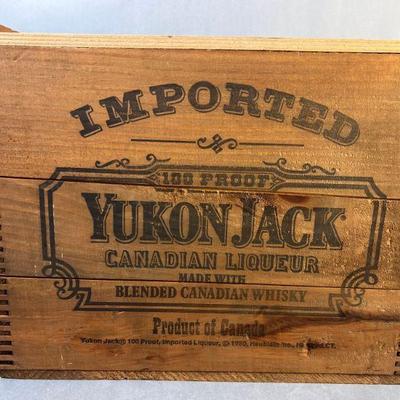 IMPORTED
100 PROOF
YUKON JACK
CANADIAN LIQUEUR
MADE WITH
BLENDED CANADIAN WHISKY
Product of Canada
Yukon Jack® 100 Proof, Imported Liqueur, © 1980, Heublein Inc.,